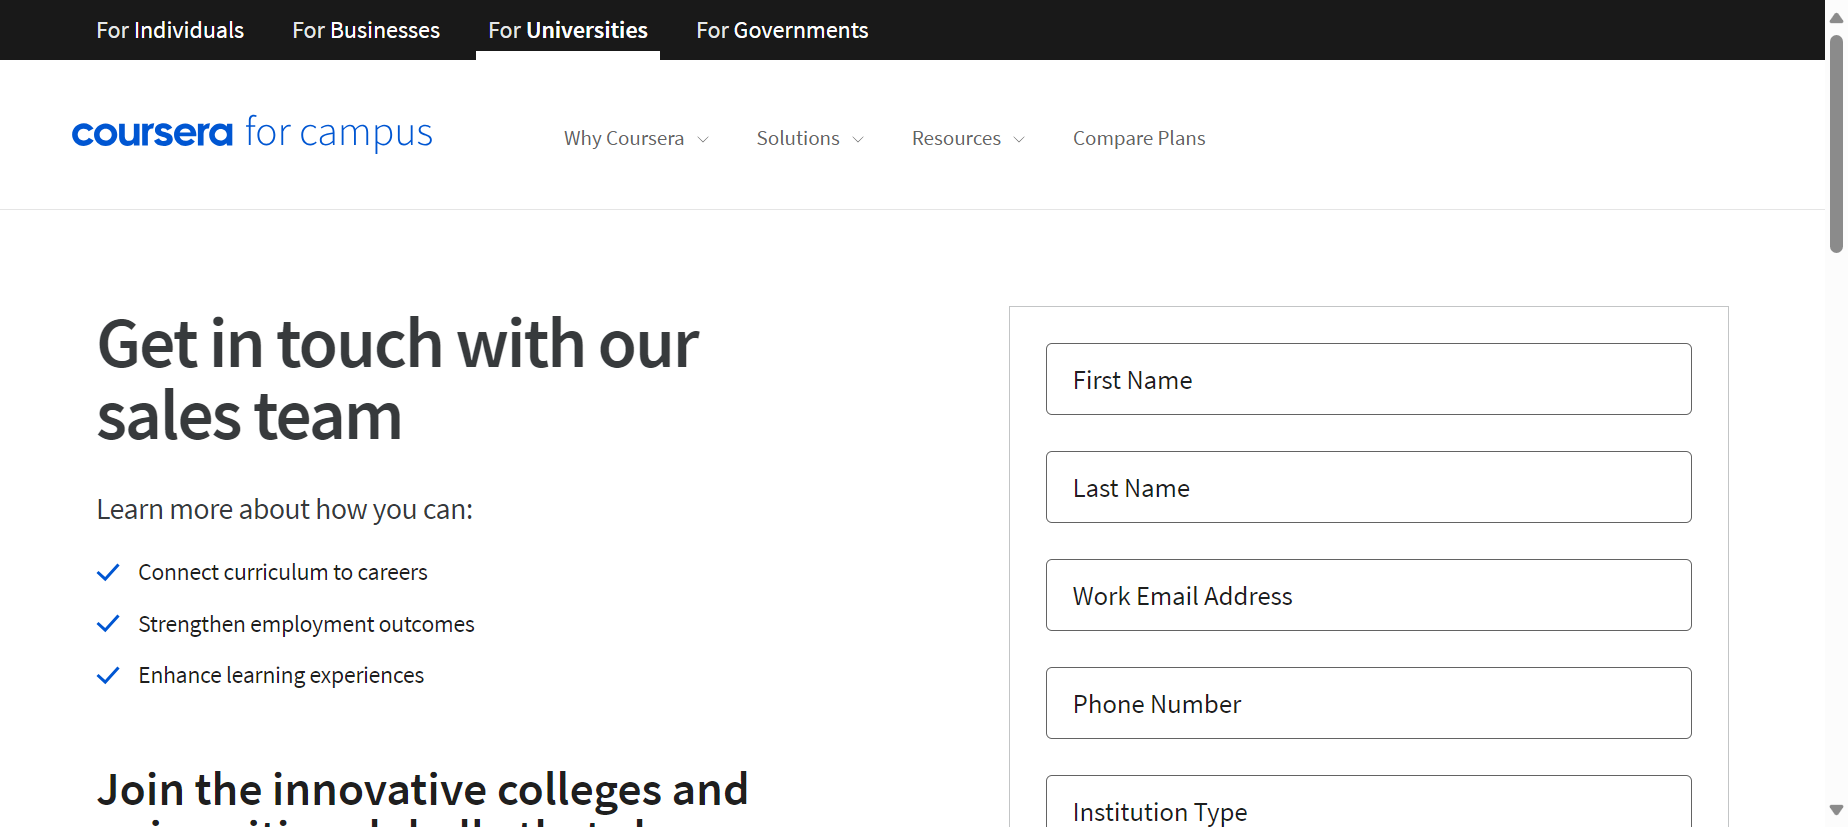 For Individuals
For Businesses
For Universities
For Governments
coursera for campus
Why Coursera
Solutions
Resources
Compare Plans
Get in touch with our
sales team
Learn more about how you can:
Connect curriculum to careers
Strengthen employment outcomes
Enhance learning experiences
Join the innovative colleges and
First Name
Last Name
Work Email Address
Phone Number
Institution Type